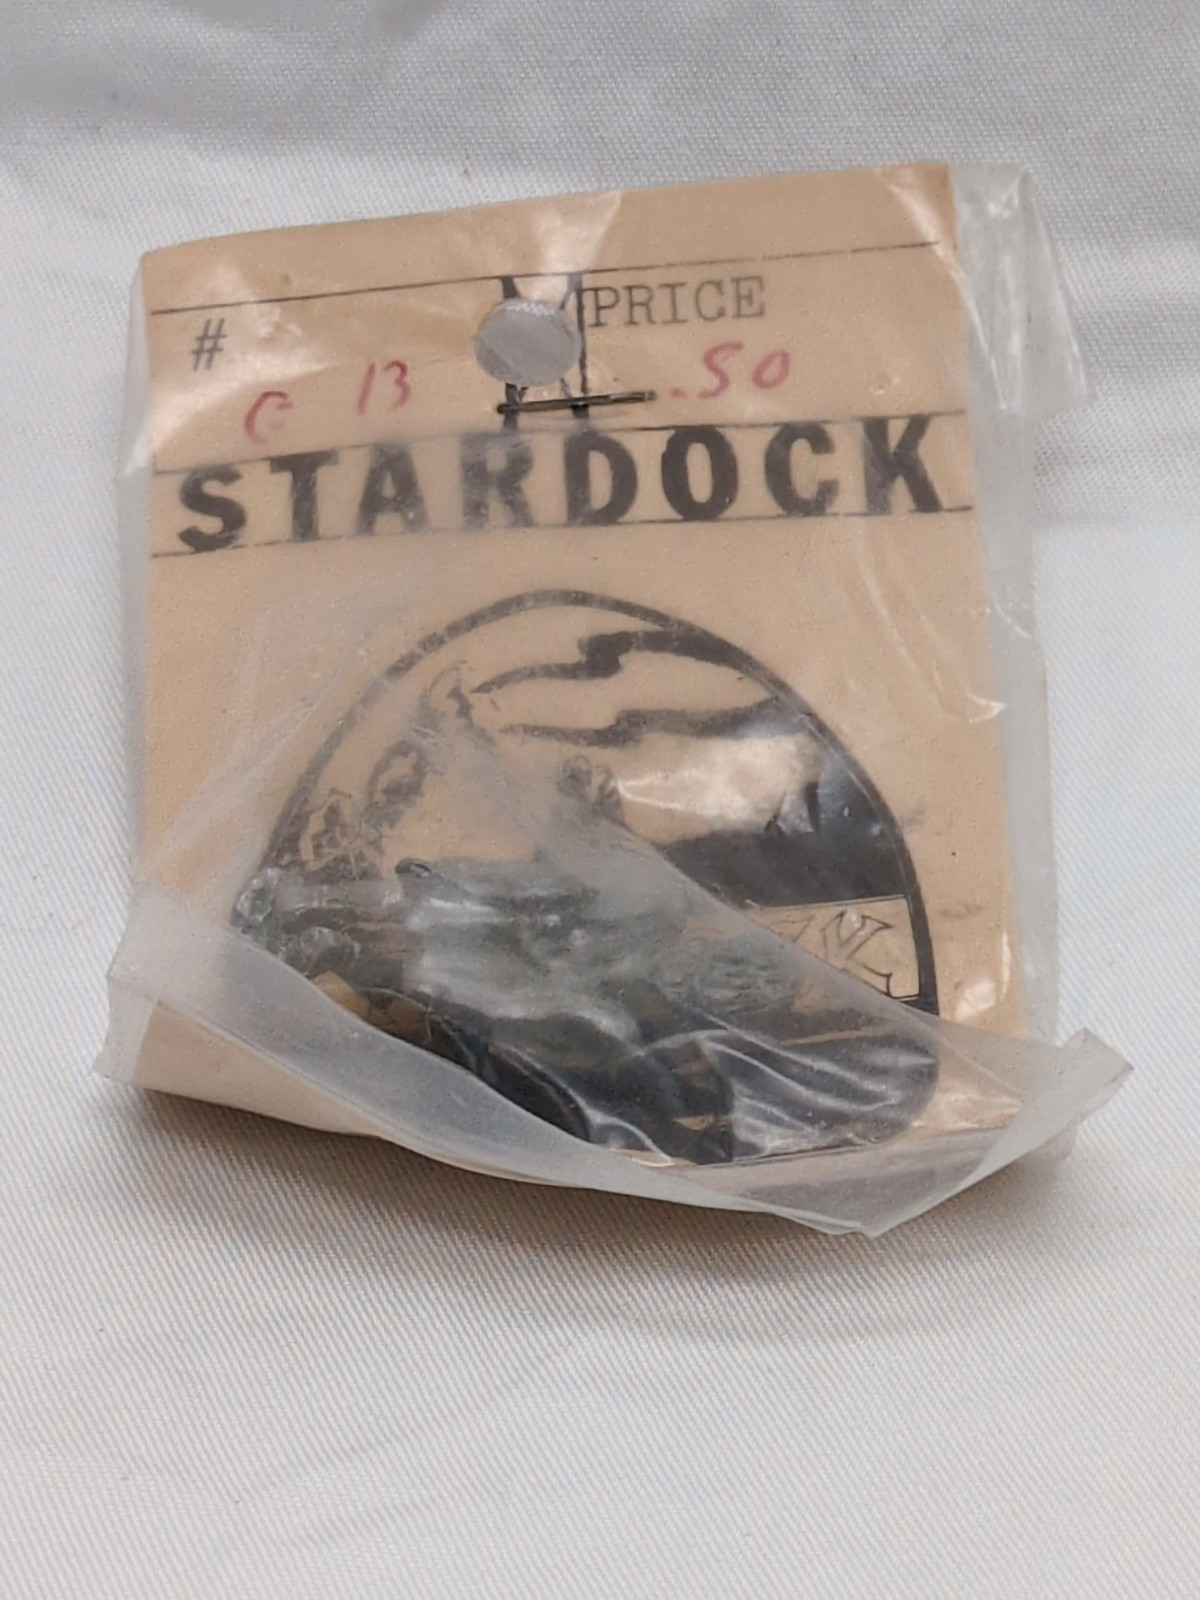 # PRICE
C 13 .50
STARDOCK